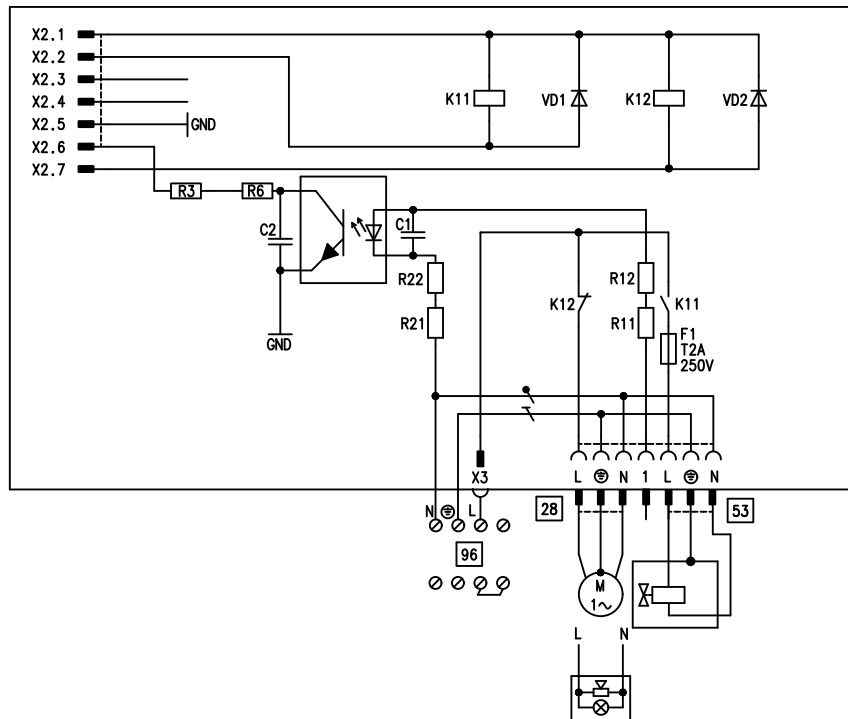 X2.1
X2.2
X2.3
X2.4
X2.5 GND
X2.6
X2.7
K11 VD1 K12 VD2
R3 R6
C2 C1
R22 R12
K12 K11
R21 R11
F1
T2A
250V
GND
X3 L N 1 L N
N L 28 53
96
M
1~
L N